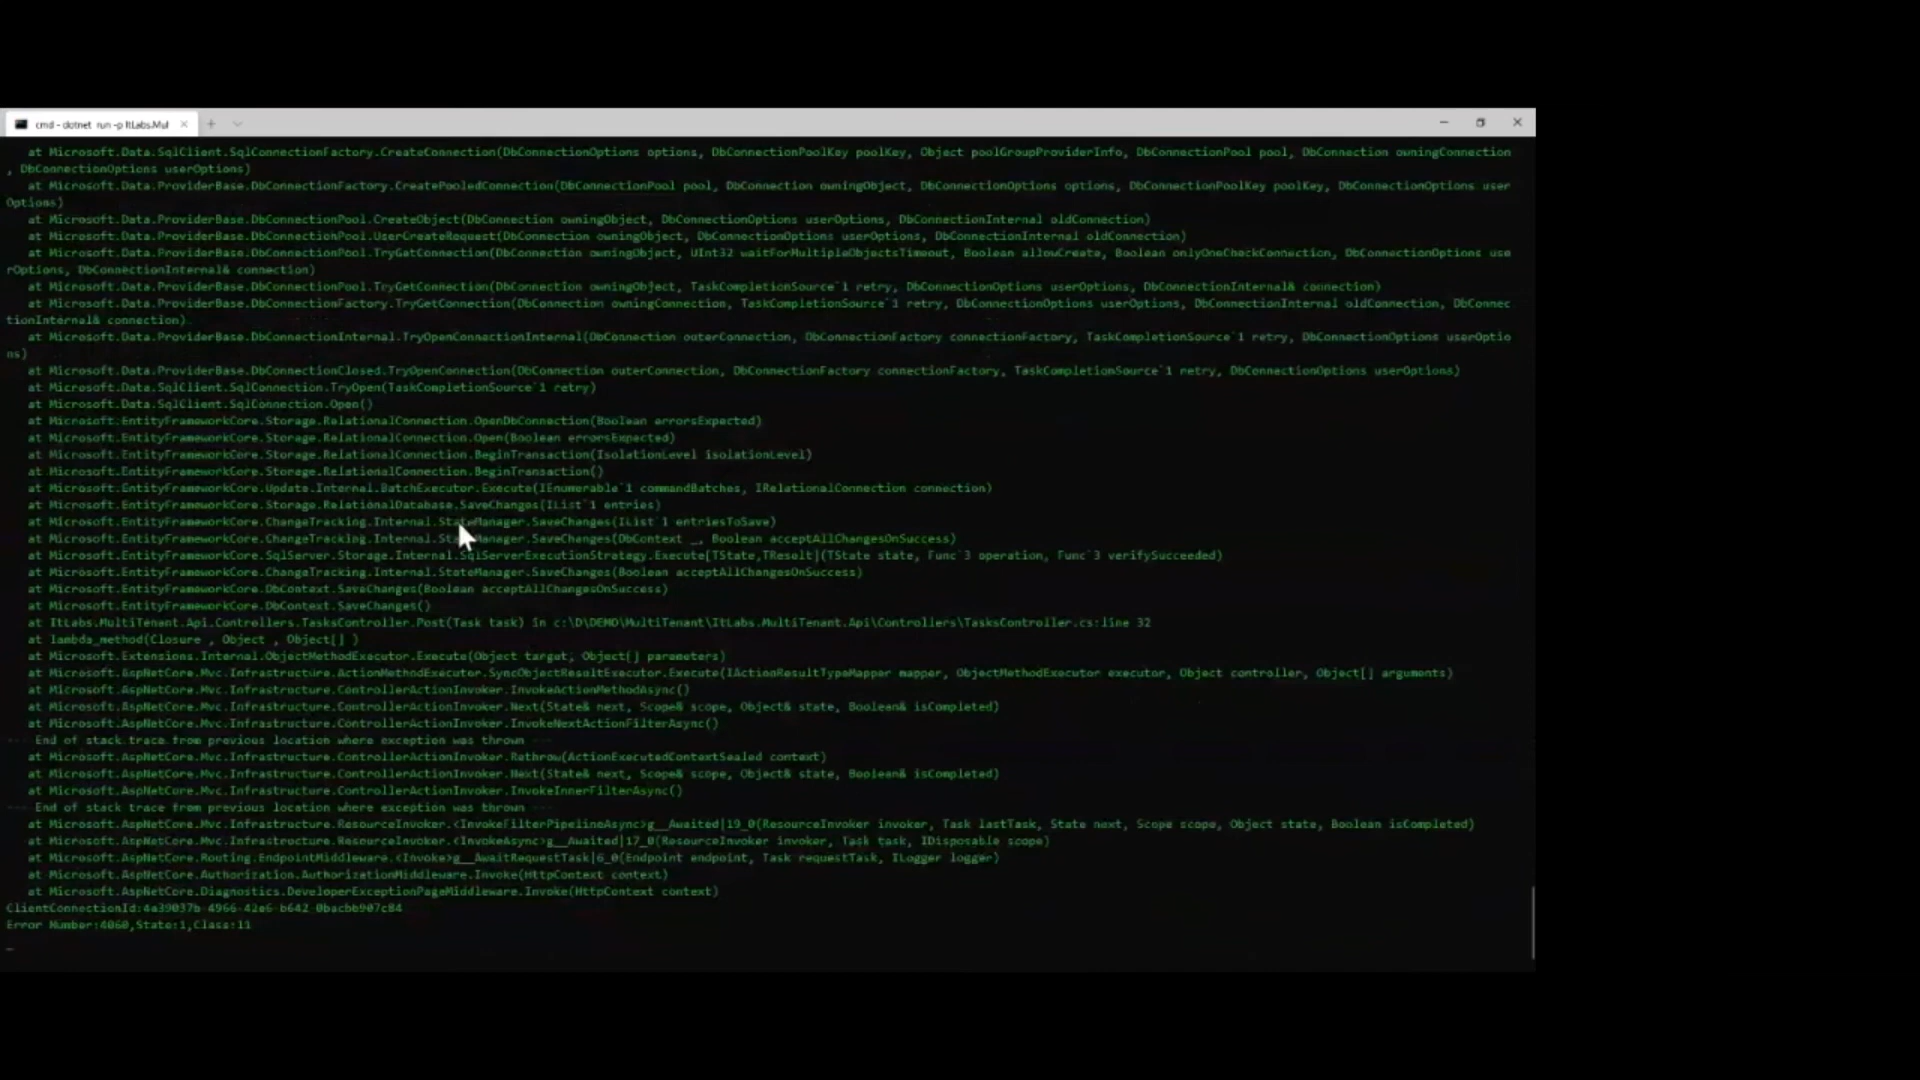 cmd - dotnet run -p ItLabs.Mul
at Microsoft.Data.SqlClient.SqlConnectionFactory.CreateConnection(DbConnectionOptions options, DbConnectionPoolKey poolKey, Object poolGroupProviderInfo, DbConnectionPool pool, DbConnection owningConnection
, DbConnectionOptions userOptions)
at Microsoft.Data.ProviderBase.DbConnectionFactory.CreatePooledConnection(DbConnectionPool pool, DbConnection owningObject, DbConnectionOptions options, DbConnectionPoolKey poolKey, DbConnectionOptions user
Options)
at Microsoft.Data.ProviderBase.DbConnectionPool.CreateObject(DbConnection owningObject, DbConnectionOptions userOptions, DbConnectionInternal oldConnection)
at Microsoft.Data.ProviderBase.DbConnectionPool.UserCreateRequest(DbConnection owningObject, DbConnectionOptions userOptions, DbConnectionInternal oldConnection)
at Microsoft.Data.ProviderBase.DbConnectionPool.TryGetConnection(DbConnection owningObject, UInt32 waitForMultipleObjectsTimeout, Boolean allowCreate, Boolean onlyOneCheckConnection, DbConnectionOptions use
rOptions, DbConnectionInternal& connection)
at Microsoft.Data.ProviderBase.DbConnectionPool.TryGetConnection(DbConnection owningObject, TaskCompletionSource`1 retry, DbConnectionOptions userOptions, DbConnectionInternal& connection)
at Microsoft.Data.ProviderBase.DbConnectionFactory.TryGetConnection(DbConnection owningConnection, TaskCompletionSource`1 retry, DbConnectionOptions userOptions, DbConnectionInternal oldConnection, DbConnec
tionInternal& connection)
at Microsoft.Data.ProviderBase.DbConnectionInternal.TryOpenConnectionInternal(DbConnection outerConnection, DbConnectionFactory connectionFactory, TaskCompletionSource`1 retry, DbConnectionOptions userOptio
ns)
at Microsoft.Data.ProviderBase.DbConnectionClosed.TryOpenConnection(DbConnection outerConnection, DbConnectionFactory connectionFactory, TaskCompletionSource`1 retry, DbConnectionOptions userOptions)
at Microsoft.Data.SqlClient.SqlConnection.TryOpen(TaskCompletionSource`1 retry)
at Microsoft.Data.SqlClient.SqlConnection.Open()
at Microsoft.EntityFrameworkCore.Storage.RelationalConnection.OpenDbConnection(Boolean errorsExpected)
at Microsoft.EntityFrameworkCore.Storage.RelationalConnection.Open(Boolean errorsExpected)
at Microsoft.EntityFrameworkCore.Storage.RelationalConnection.BeginTransaction(IsolationLevel isolationLevel)
at Microsoft.EntityFrameworkCore.Storage.RelationalConnection.BeginTransaction()
at Microsoft.EntityFrameworkCore.Update.Internal.BatchExecutor.Execute(IEnumerable`1 commandBatches, IRelationalConnection connection)
at Microsoft.EntityFrameworkCore.Storage.RelationalDatabase.SaveChanges(IList`1 entries)
at Microsoft.EntityFrameworkCore.ChangeTracking.Internal.StateManager.SaveChanges(IList`1 entriesToSave)
at Microsoft.EntityFrameworkCore.ChangeTracking.Internal.StateManager.SaveChanges(DbContext _, Boolean acceptAllChangesOnSuccess)
at Microsoft.EntityFrameworkCore.SqlServer.Storage.Internal.SqlServerExecutionStrategy.Execute[TState,TResult](TState state, Func`3 operation, Func`3 verifySucceeded)
at Microsoft.EntityFrameworkCore.ChangeTracking.Internal.StateManager.SaveChanges(Boolean acceptAllChangesOnSuccess)
at Microsoft.EntityFrameworkCore.DbContext.SaveChanges(Boolean acceptAllChangesOnSuccess)
at Microsoft.EntityFrameworkCore.DbContext.SaveChanges()
at ItLabs.MultiTenant.Api.Controllers.TasksController.Post(Task task) in c:\D\DEMO\MultiTenant\ItLabs.MultiTenant.Api\Controllers\TasksController.cs:line 32
at lambda_method(Closure , Object , Object[] )
at Microsoft.Extensions.Internal.ObjectMethodExecutor.Execute(Object target, Object[] parameters)
at Microsoft.AspNetCore.Mvc.Infrastructure.ActionMethodExecutor.SyncObjectResultExecutor.Execute(IActionResultTypeMapper mapper, ObjectMethodExecutor executor, Object controller, Object[] arguments)
at Microsoft.AspNetCore.Mvc.Infrastructure.ControllerActionInvoker.InvokeActionMethodAsync()
at Microsoft.AspNetCore.Mvc.Infrastructure.ControllerActionInvoker.Next(State& next, Scope& scope, Object& state, Boolean& isCompleted)
at Microsoft.AspNetCore.Mvc.Infrastructure.ControllerActionInvoker.InvokeNextActionFilterAsync()
--- End of stack trace from previous location where exception was thrown ---
at Microsoft.AspNetCore.Mvc.Infrastructure.ControllerActionInvoker.Rethrow(ActionExecutedContextSealed context)
at Microsoft.AspNetCore.Mvc.Infrastructure.ControllerActionInvoker.Next(State& next, Scope& scope, Object& state, Boolean& isCompleted)
at Microsoft.AspNetCore.Mvc.Infrastructure.ControllerActionInvoker.InvokeInnerFilterAsync()
--- End of stack trace from previous location where exception was thrown ---
at Microsoft.AspNetCore.Mvc.Infrastructure.ResourceInvoker.<InvokeFilterPipelineAsync>g__Awaited|19_0(ResourceInvoker invoker, Task lastTask, State next, Scope scope, Object state, Boolean isCompleted)
at Microsoft.AspNetCore.Mvc.Infrastructure.ResourceInvoker.<InvokeAsync>g__Awaited|17_0(ResourceInvoker invoker, Task task, IDisposable scope)
at Microsoft.AspNetCore.Routing.EndpointMiddleware.<Invoke>g__AwaitRequestTask|6_0(Endpoint endpoint, Task requestTask, ILogger logger)
at Microsoft.AspNetCore.Authorization.AuthorizationMiddleware.Invoke(HttpContext context)
at Microsoft.AspNetCore.Diagnostics.DeveloperExceptionPageMiddleware.Invoke(HttpContext context)
ClientConnectionId:4a39037b-4966-42e6-b642-0bacbb907c84
Error Number:4060,State:1,Class:11